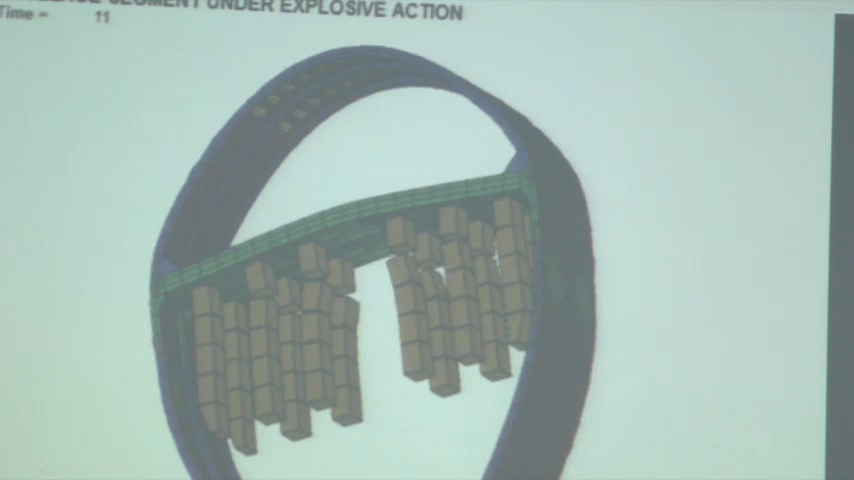 SEGMENT UNDER EXPLOSIVE ACTION
Time = 11